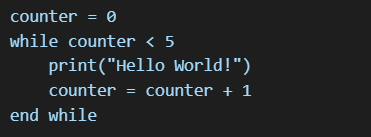 counter = 0
while counter < 5
    print("Hello World!")
    counter = counter + 1
end while